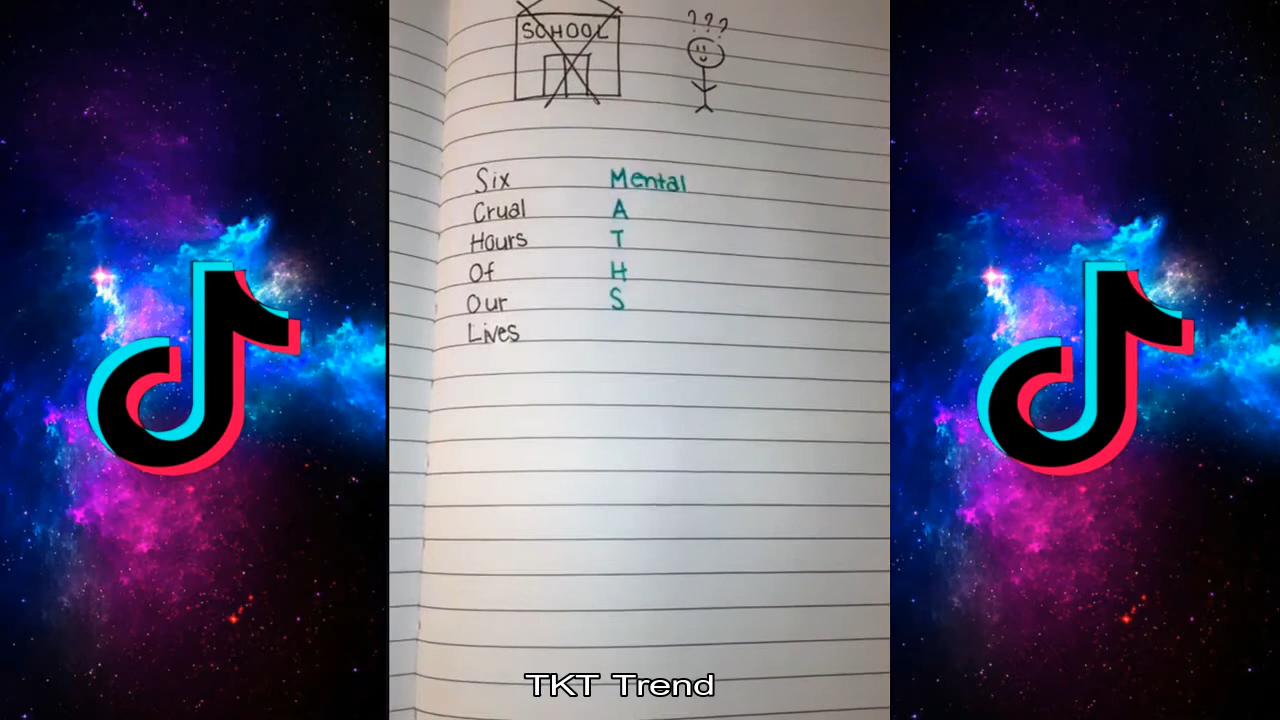 SCHOOL
???
Six Mental
Crual A
Hours T
Of H
Our S
Lives
TKT Trend